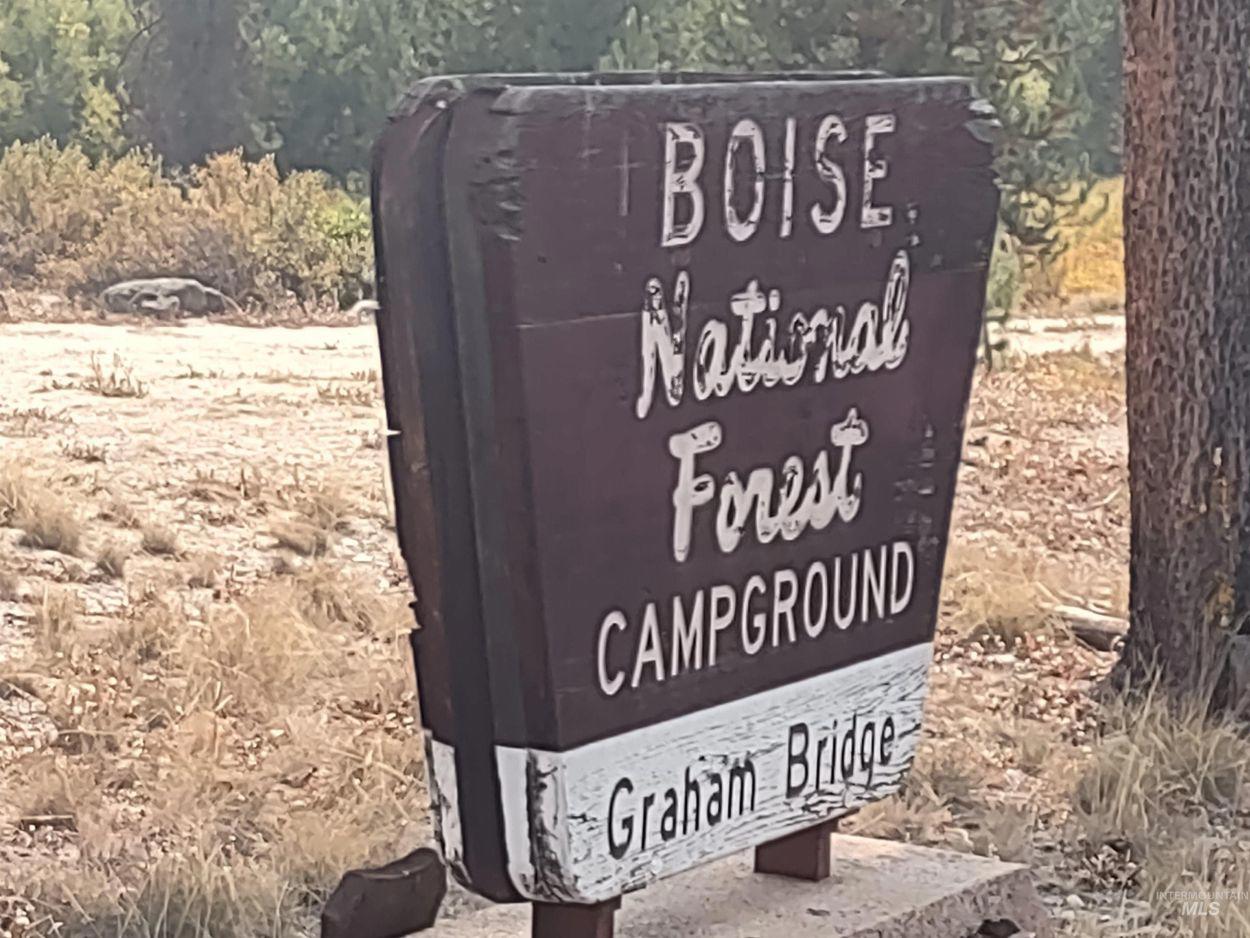 BOISE
National
Forest
CAMPGROUND
Graham Bridge
INTERMOUNTAIN
MLS